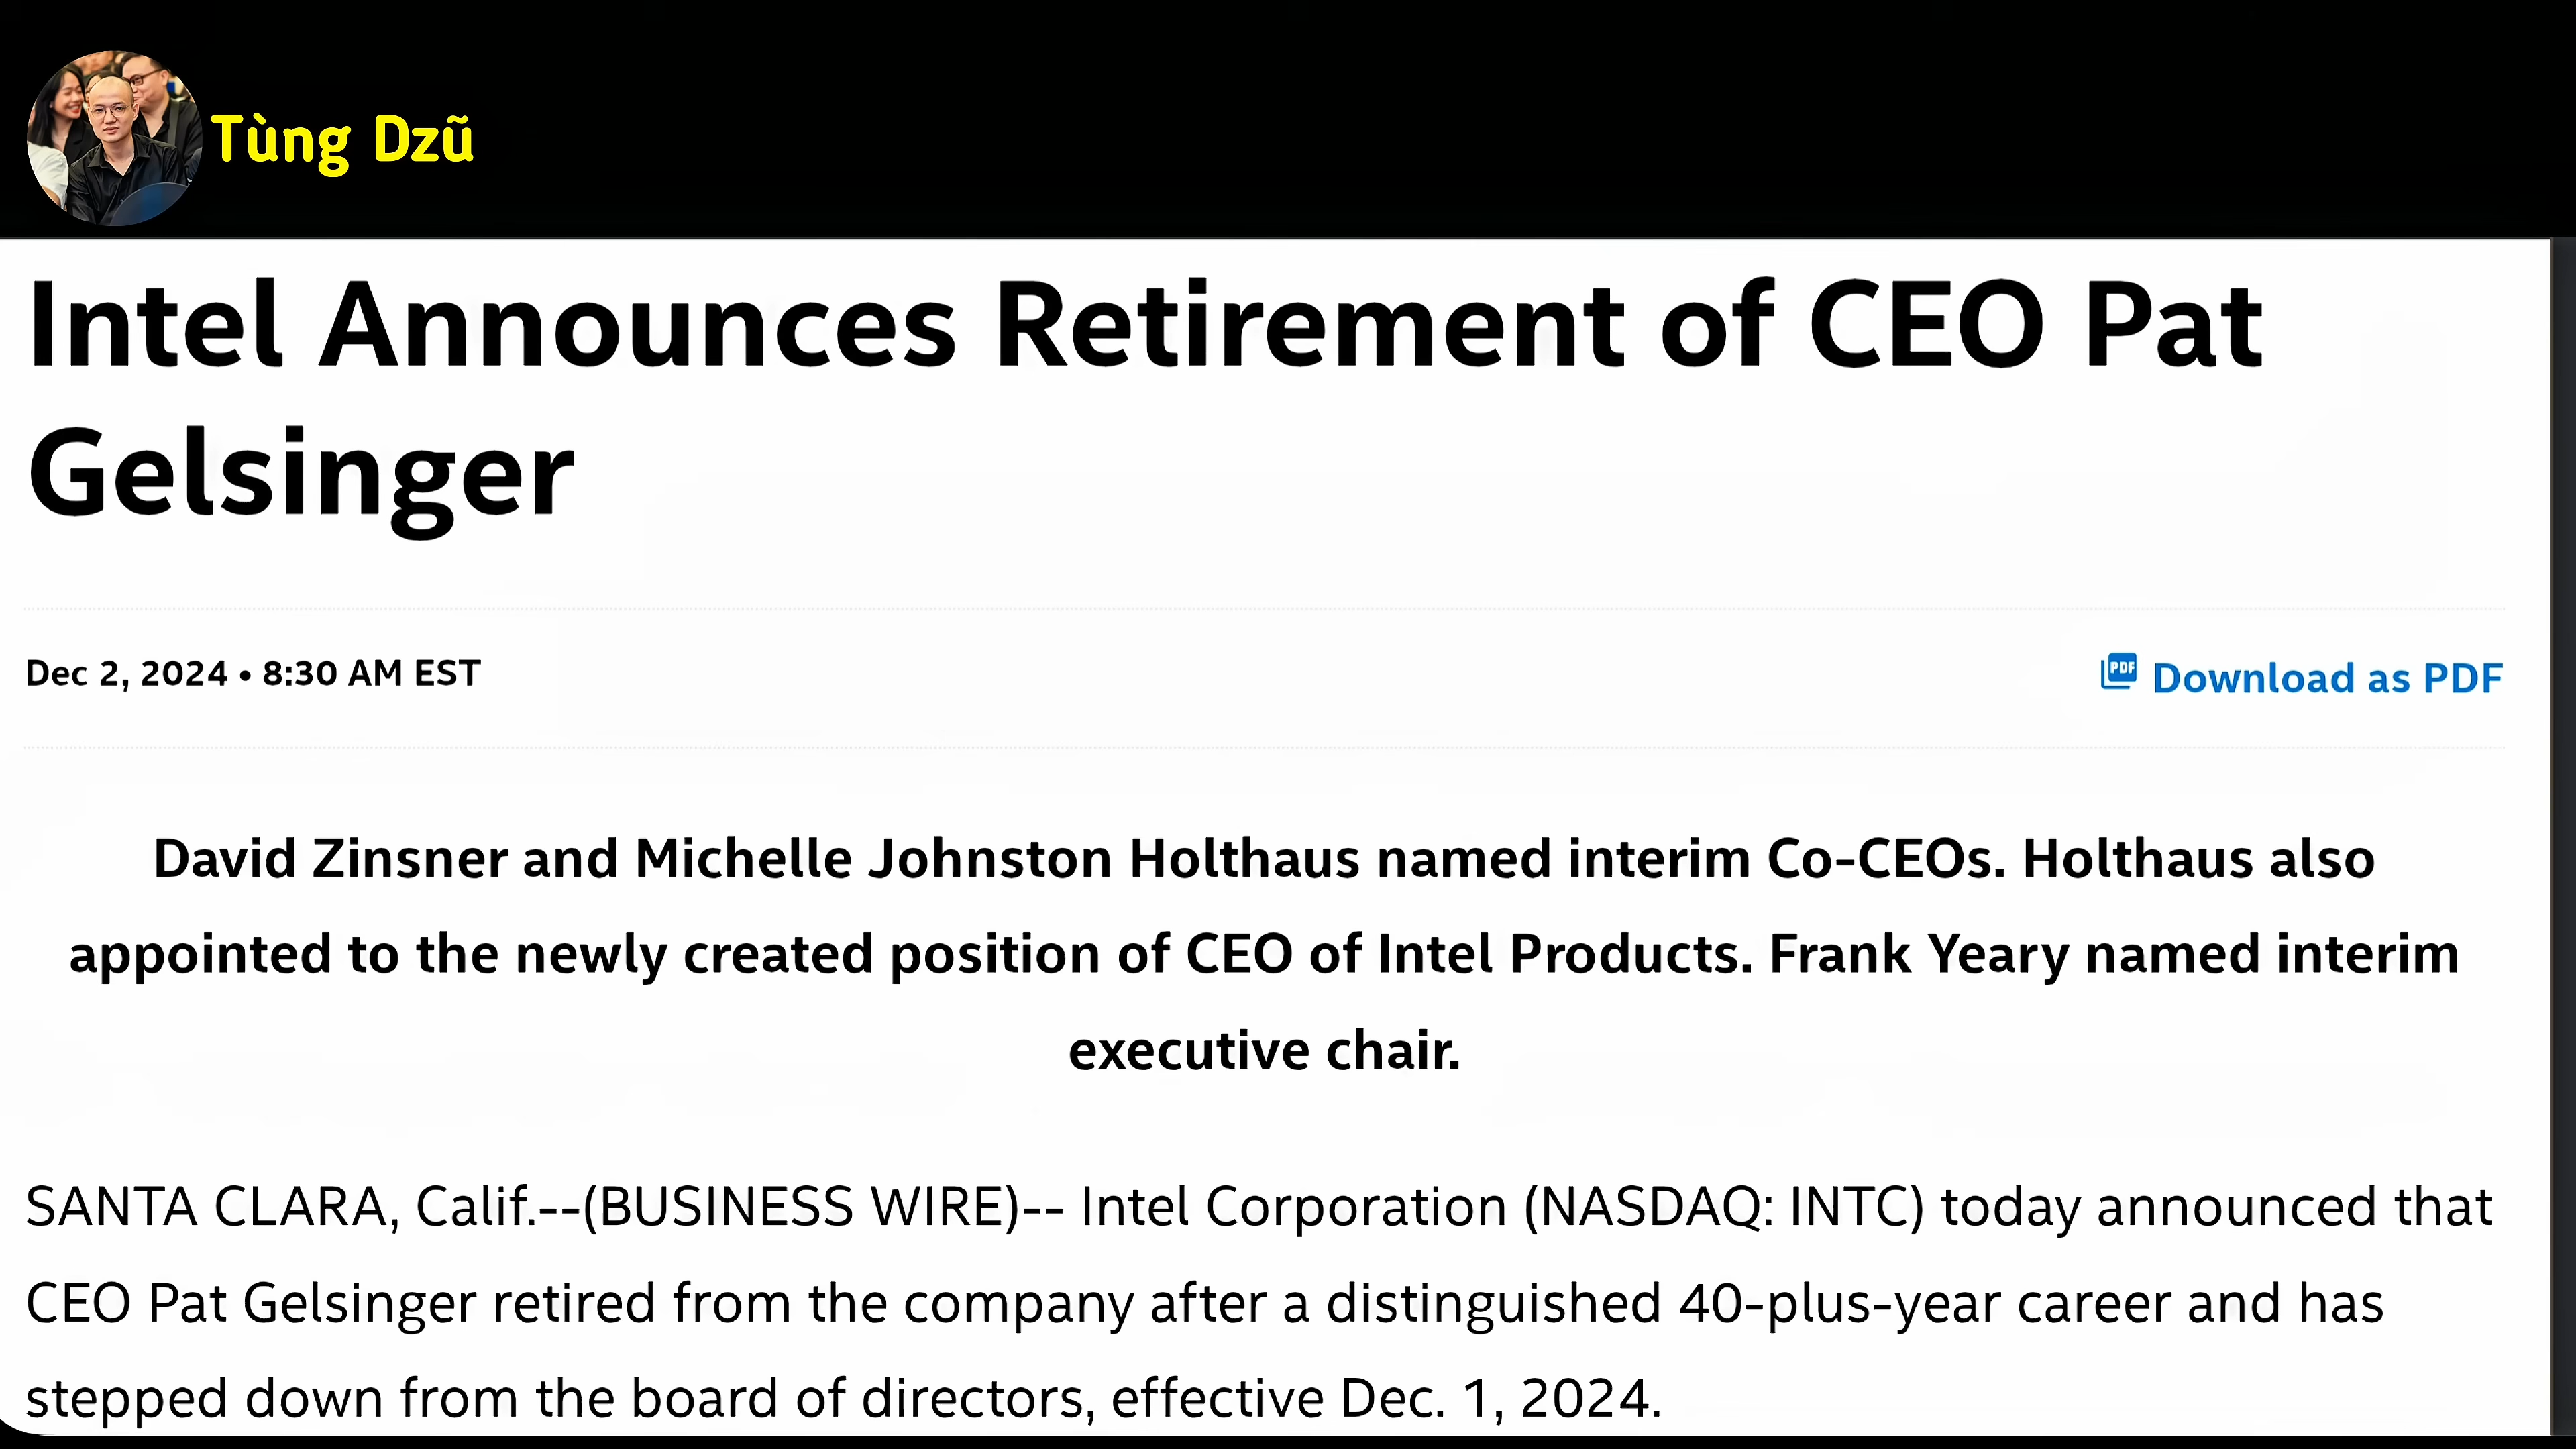 Tùng Dzũ
Intel Announces Retirement of CEO Pat
Gelsinger
Dec 2, 2024 • 8:30 AM EST
PDF Download as PDF
David Zinsner and Michelle Johnston Holthaus named interim Co-CEOs. Holthaus also
appointed to the newly created position of CEO of Intel Products. Frank Yeary named interim
executive chair.
SANTA CLARA, Calif.--(BUSINESS WIRE)-- Intel Corporation (NASDAQ: INTC) today announced that
CEO Pat Gelsinger retired from the company after a distinguished 40-plus-year career and has
stepped down from the board of directors, effective Dec. 1, 2024.